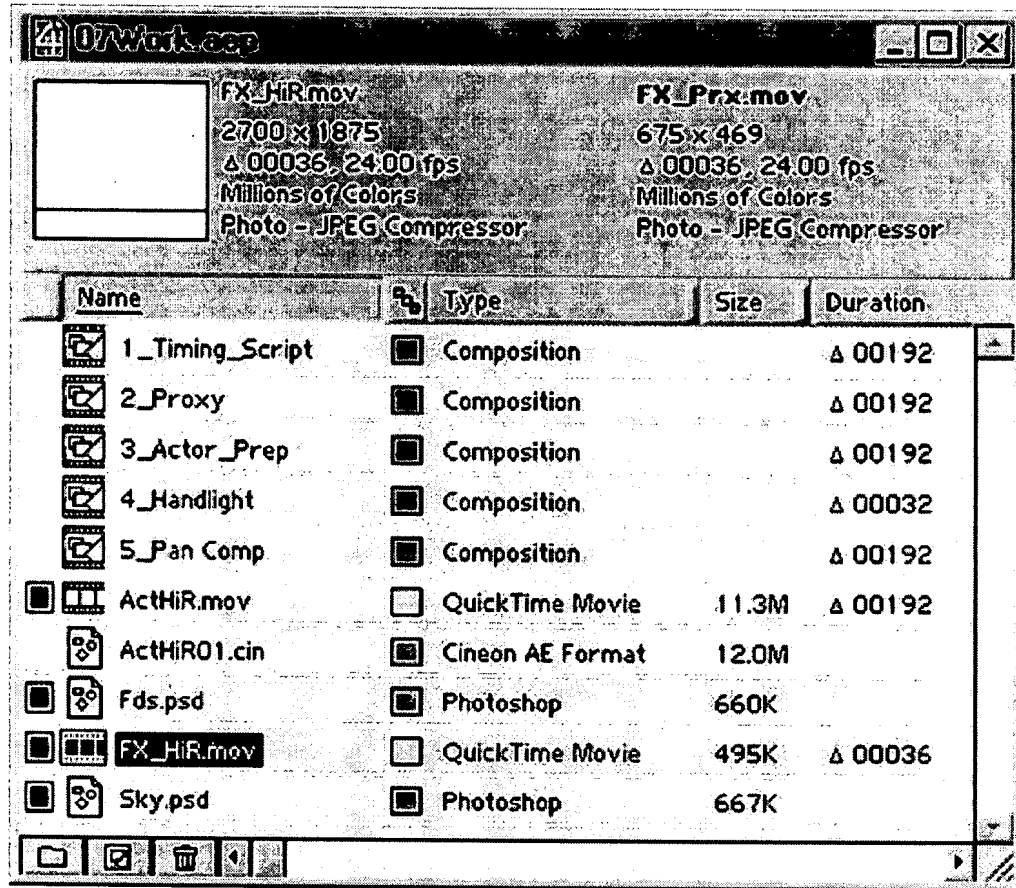 07Work.aep
FX_HiR.mov FX_Prx.mov
2700 x 1875 675 x 469
Δ 00036, 24.00 fps Δ 00036, 24.00 fps
Millions of Colors Millions of Colors
Photo - JPEG Compressor Photo - JPEG Compressor
Name Type Size Duration
1_Timing_Script Composition Δ 00192
2_Proxy Composition Δ 00192
3_Actor_Prep Composition Δ 00192
4_Handlight Composition Δ 00032
5_Pan Comp Composition Δ 00192
ActHiR.mov QuickTime Movie 11.3M Δ 00192
ActHiR01.cin Cineon AE Format 12.0M
Fds.psd Photoshop 660K
FX_HiR.mov QuickTime Movie 495K Δ 00036
Sky.psd Photoshop 667K